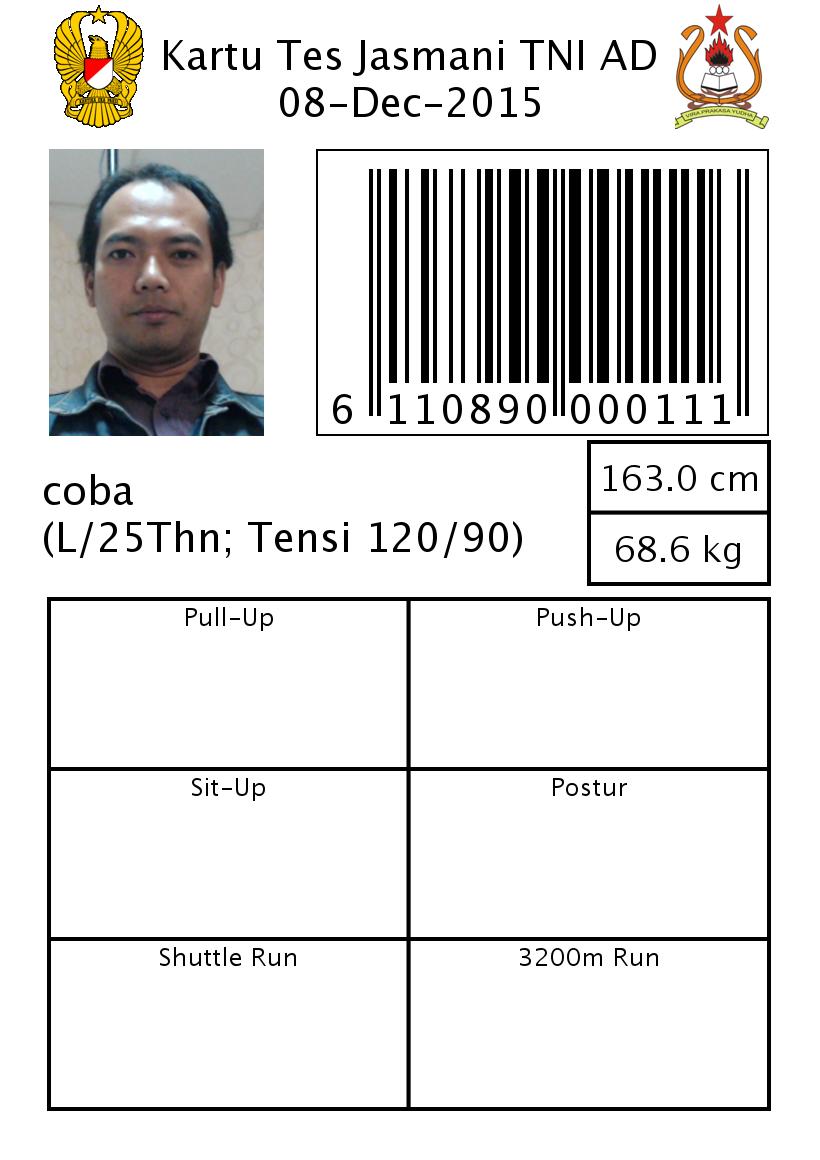 Kartu Tes Jasmani TNI AD
08-Dec-2015
VIRA PRAKASA YUDHA
6 110890 000111
163.0 cm
coba
(L/25Thn; Tensi 120/90)
68.6 kg
Pull-Up Push-Up
Sit-Up Postur
Shuttle Run 3200m Run